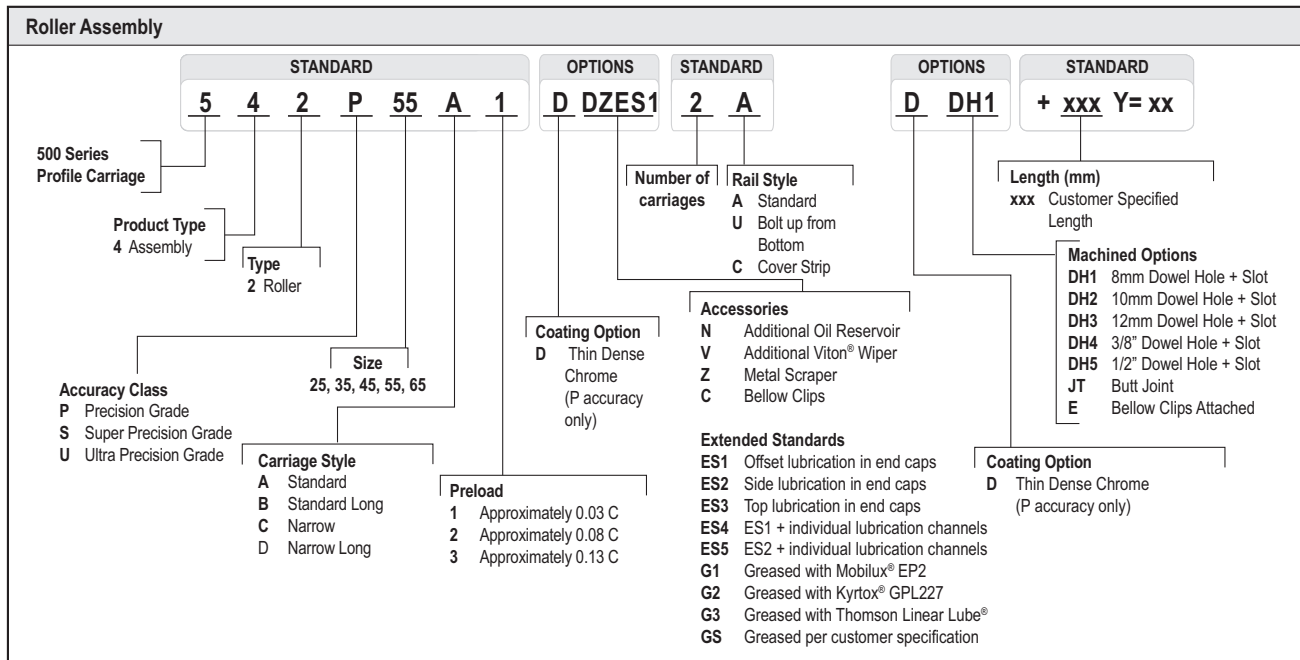 Roller Assembly
STANDARD
OPTIONS
STANDARD
OPTIONS
STANDARD
5 4 2 P 55 A 1
D DZES1
2 A
D DH1
+ xxx Y= xx
500 Series
Profile Carriage
Product Type
4 Assembly
Type
2 Roller
Accuracy Class
P Precision Grade
S Super Precision Grade
U Ultra Precision Grade
Size
25, 35, 45, 55, 65
Carriage Style
A Standard
B Standard Long
C Narrow
D Narrow Long
Preload
1 Approximately 0.03 C
2 Approximately 0.08 C
3 Approximately 0.13 C
Coating Option
D Thin Dense
Chrome
(P accuracy
only)
Number of
carriages
Rail Style
A Standard
U Bolt up from
Bottom
C Cover Strip
Accessories
N Additional Oil Reservoir
V Additional Viton® Wiper
Z Metal Scraper
C Bellow Clips
Extended Standards
ES1 Offset lubrication in end caps
ES2 Side lubrication in end caps
ES3 Top lubrication in end caps
ES4 ES1 + individual lubrication channels
ES5 ES2 + individual lubrication channels
G1 Greased with Mobilux® EP2
G2 Greased with Kyrtox® GPL227
G3 Greased with Thomson Linear Lube®
GS Greased per customer specification
Length (mm)
xxx Customer Specified
Length
Machined Options
DH1 8mm Dowel Hole + Slot
DH2 10mm Dowel Hole + Slot
DH3 12mm Dowel Hole + Slot
DH4 3/8” Dowel Hole + Slot
DH5 1/2” Dowel Hole + Slot
JT Butt Joint
E Bellow Clips Attached
Coating Option
D Thin Dense Chrome
(P accuracy only)